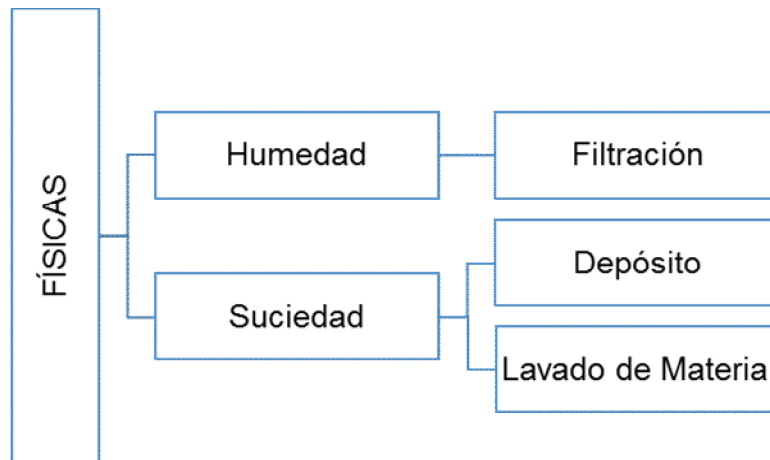 FÍSICAS
Humedad
Filtración
Suciedad
Depósito
Lavado de Materia